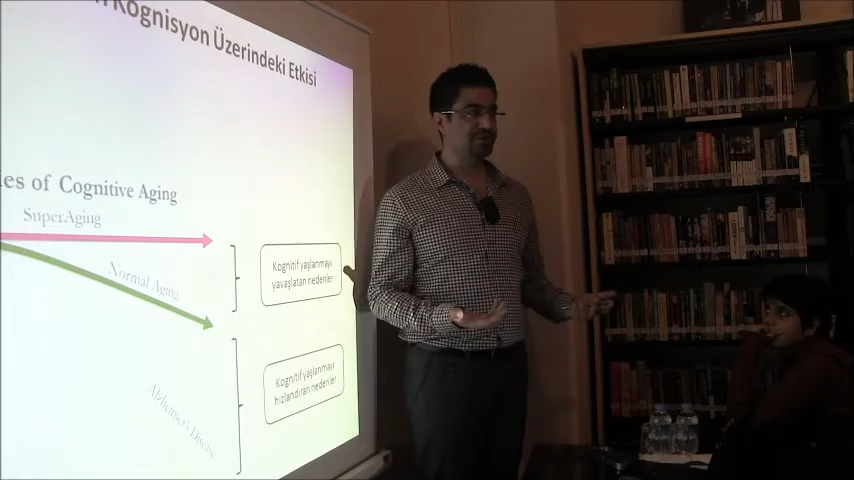 Kognisyon Üzerindeki Etkisi
of Cognitive Aging
SuperAging
Normal Aging
Kognitif yaşlanmayı
yavaşlatan nedenler
Kognitif yaşlanmayı
hızlandıran nedenler
Alzheimer's Disease